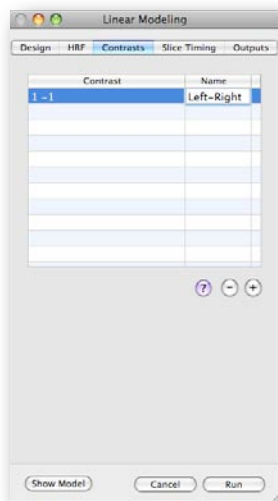 Linear Modeling
Design HRF Contrasts Slice Timing Outputs
Contrast Name
1 -1 Left-Right
? - +
Show Model Cancel Run